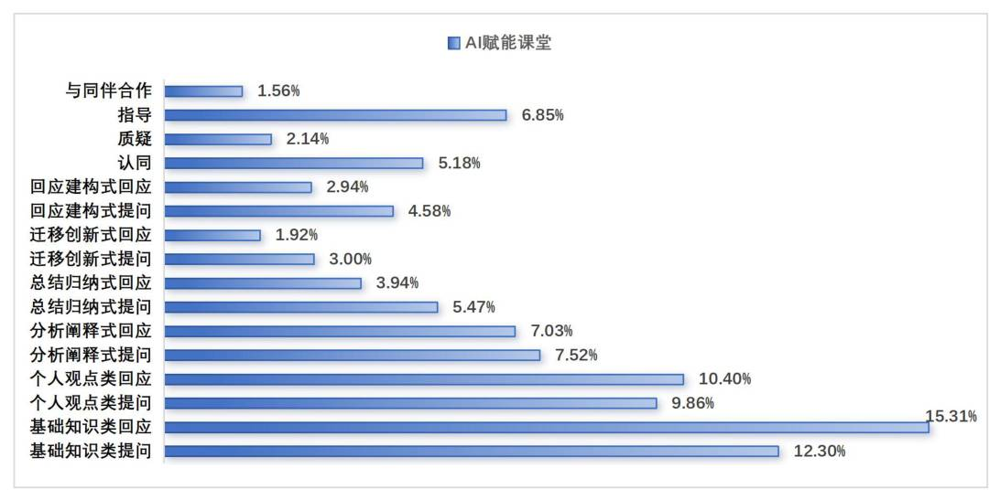 AI赋能课堂
与同伴合作 1.56%
指导 6.85%
质疑 2.14%
认同 5.18%
回应建构式回应 2.94%
回应建构式提问 4.58%
迁移创新式回应 1.92%
迁移创新式提问 3.00%
总结归纳式回应 3.94%
总结归纳式提问 5.47%
分析阐释式回应 7.03%
分析阐释式提问 7.52%
个人观点类回应 10.40%
个人观点类提问 9.86%
基础知识类回应 15.31%
基础知识类提问 12.30%